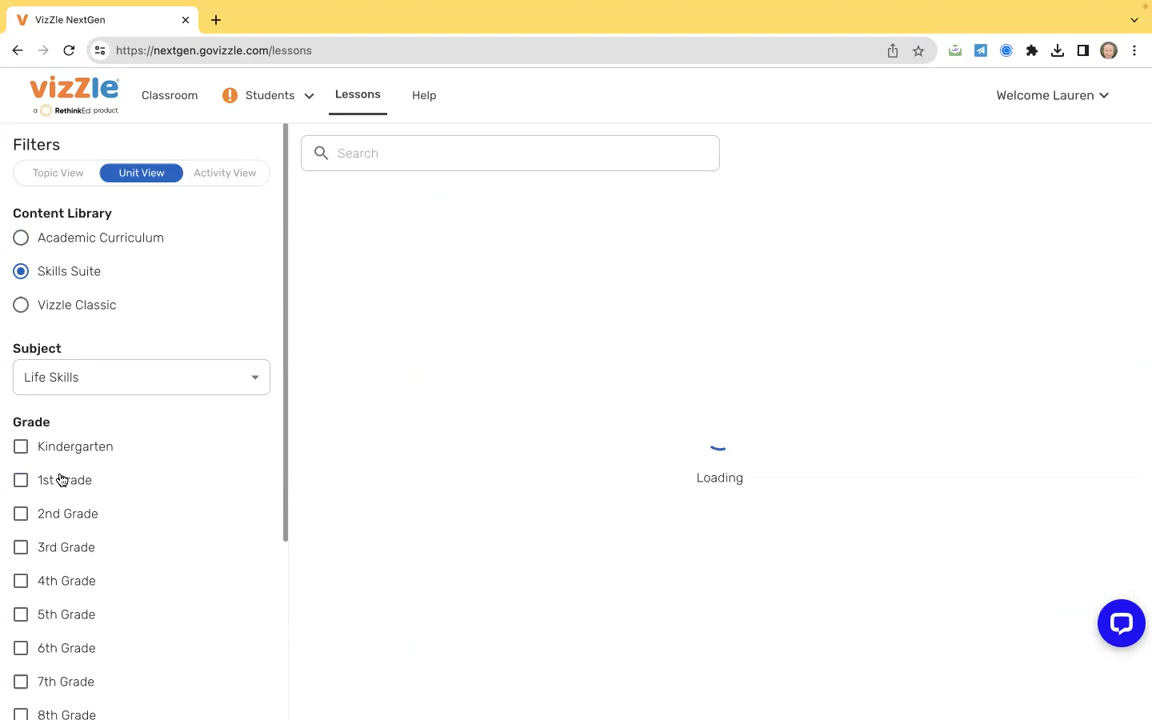 VizZle NextGen
https://nextgen.govizzle.com/lessons
vizZle
a RethinkEd product
Classroom
Students
Lessons
Help
Welcome Lauren
Filters
Topic View
Unit View
Activity View
Search
Content Library
Academic Curriculum
Skills Suite
Vizzle Classic
Subject
Life Skills
Grade
Kindergarten
1st Grade
Loading
2nd Grade
3rd Grade
4th Grade
5th Grade
6th Grade
7th Grade
8th Grade